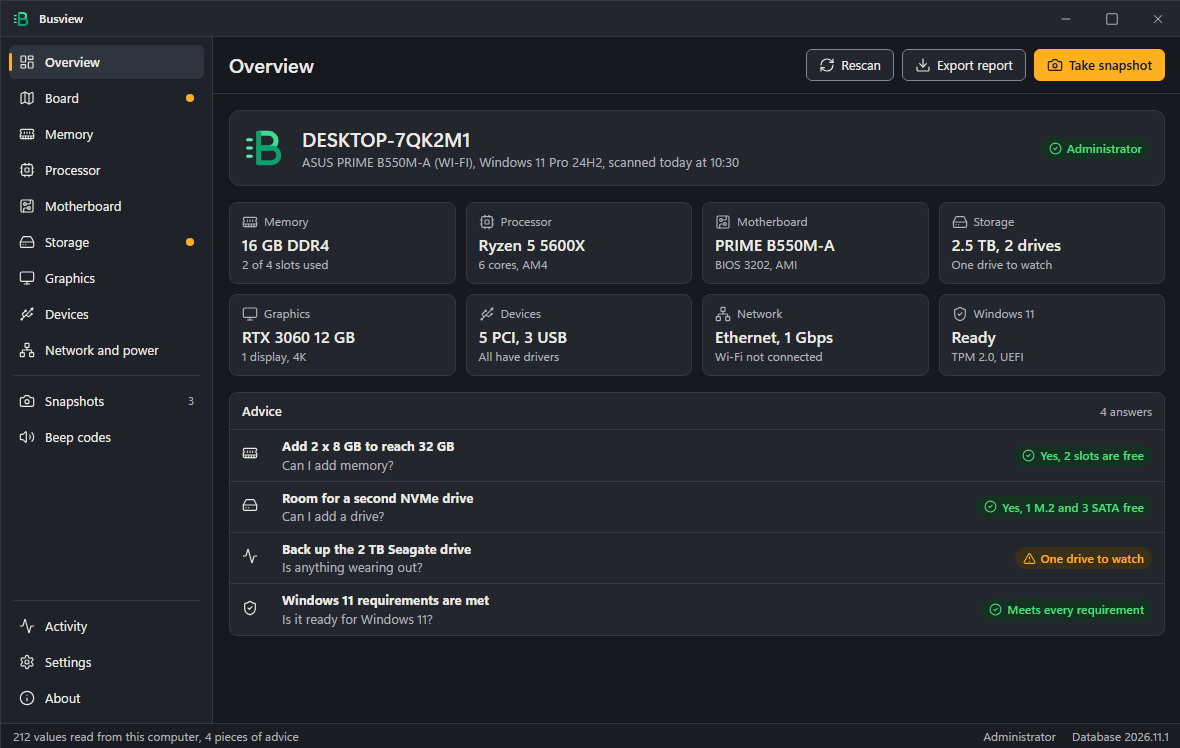 Busview
Overview
Board
Memory
Processor
Motherboard
Storage
Graphics
Devices
Network and power
Snapshots 3
Beep codes
Activity
Settings
About
Overview
Rescan
Export report
Take snapshot
DESKTOP-7QK2M1
ASUS PRIME B550M-A (WI-FI), Windows 11 Pro 24H2, scanned today at 10:30
Administrator
Memory
16 GB DDR4
2 of 4 slots used
Processor
Ryzen 5 5600X
6 cores, AM4
Motherboard
PRIME B550M-A
BIOS 3202, AMI
Storage
2.5 TB, 2 drives
One drive to watch
Graphics
RTX 3060 12 GB
1 display, 4K
Devices
5 PCI, 3 USB
All have drivers
Network
Ethernet, 1 Gbps
Wi-Fi not connected
Windows 11
Ready
TPM 2.0, UEFI
Advice
4 answers
Add 2 x 8 GB to reach 32 GB
Can I add memory?
Yes, 2 slots are free
Room for a second NVMe drive
Can I add a drive?
Yes, 1 M.2 and 3 SATA free
Back up the 2 TB Seagate drive
Is anything wearing out?
One drive to watch
Windows 11 requirements are met
Is it ready for Windows 11?
Meets every requirement
212 values read from this computer, 4 pieces of advice
Administrator
Database 2026.11.1